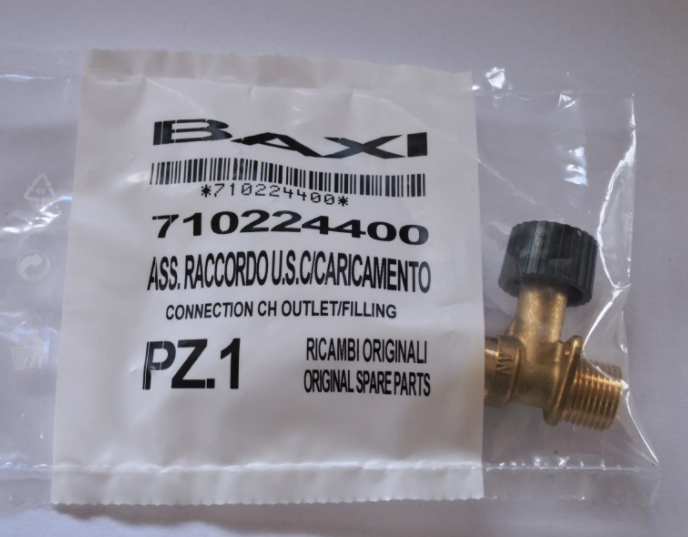 BAXI
*710224400*
710224400
ASS. RACCORDO U.S.C/CARICAMENTO
CONNECTION CH OUTLET/FILLING
PZ.1
RICAMBI ORIGINALI
ORIGINAL SPARE PARTS